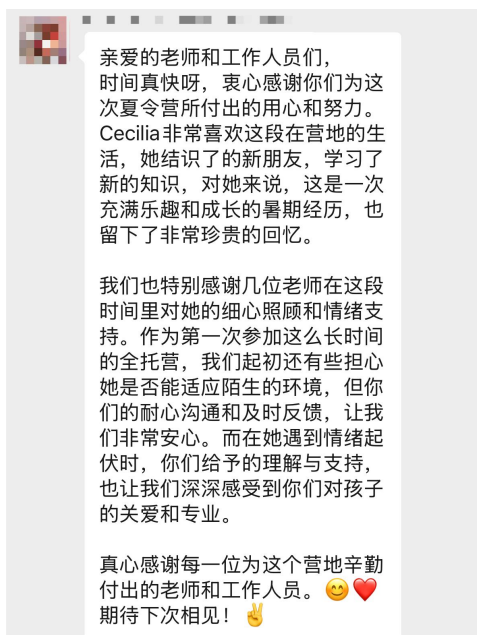 亲爱的老师和工作人员们，
时间真快呀，衷心感谢你们为这
次夏令营所付出的用心和努力。
Cecilia非常喜欢这段在营地的生
活，她结识了的新朋友，学习了
新的知识，对她来说，这是一次
充满乐趣和成长的暑期经历，也
留下了非常珍贵的回忆。
我们也特别感谢几位老师在这段
时间里对她的细心照顾和情绪支
持。作为第一次参加这么长时间
的全托营，我们起初还有些担心
她是否能适应陌生的环境，但你
们的耐心沟通和及时反馈，让我
们非常安心。而在她遇到情绪起
伏时，你们给予的理解与支持，
也让我们深深感受到你们对孩子
的关爱和专业。
真心感谢每一位为这个营地辛勤
付出的老师和工作人员。😊❤️
期待下次相见！✌️